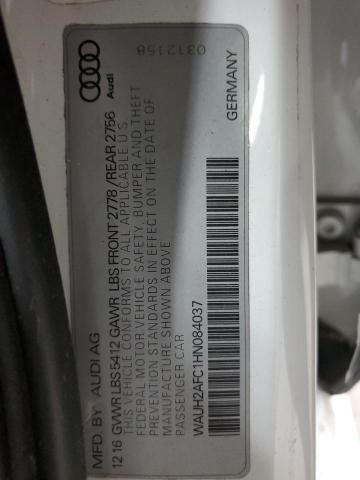 MFD. BY AUDI AG
12 16 GVWR LBS 5412 GAWR LBS FRONT 2778 / REAR 2756
THIS VEHICLE CONFORMS TO ALL APPLICABLE U S
FEDERAL MOTOR VEHICLE SAFETY, BUMPER AND THEFT
PREVENTION STANDARDS IN EFFECT ON THE DATE OF
MANUFACTURE SHOWN ABOVE
PASSENGER CAR
WAUH2AFC1HN084037
Audi
0312158
GERMANY